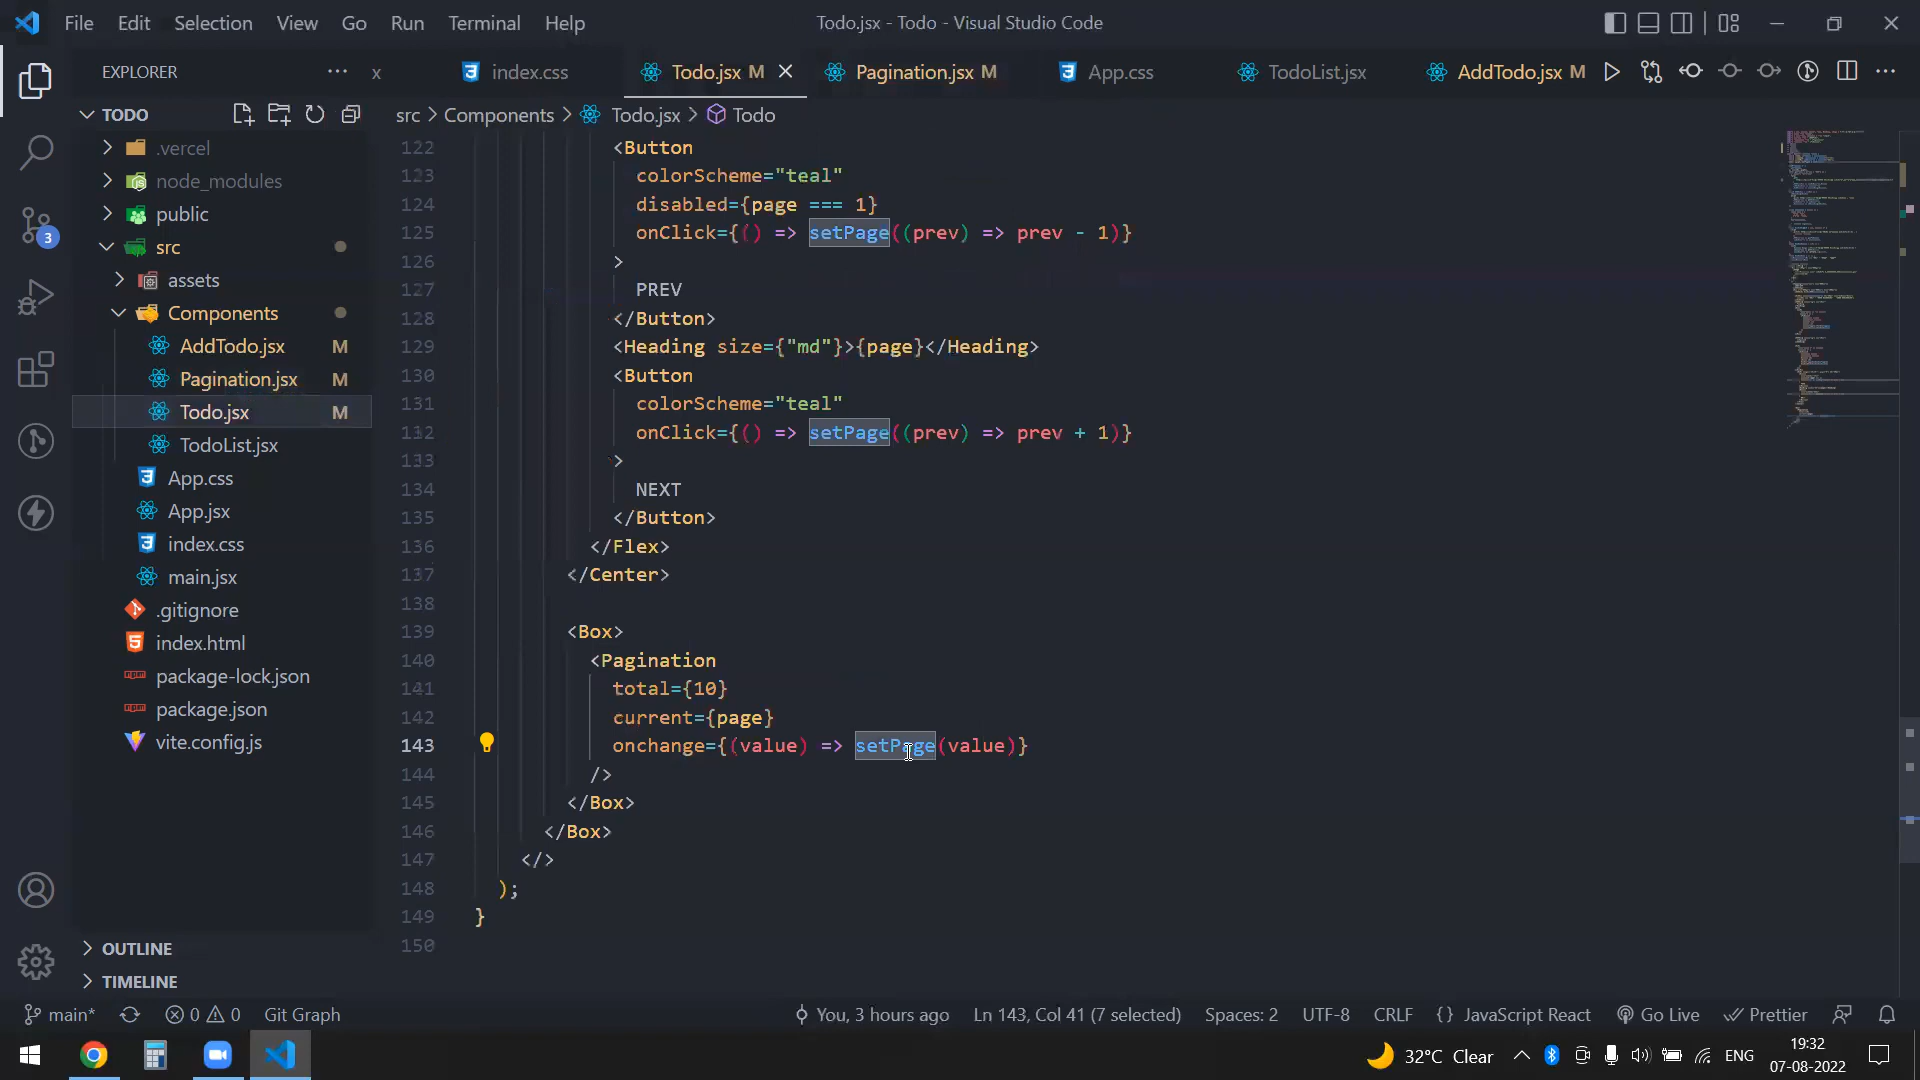 File Edit Selection View Go Run Terminal Help
Todo.jsx - Todo - Visual Studio Code
EXPLORER
x
index.css
Todo.jsx M
Pagination.jsx M
App.css
TodoList.jsx
AddTodo.jsx M
src > Components > Todo.jsx > Todo
TODO
.vercel
node_modules
public
src
assets
Components
AddTodo.jsx M
Pagination.jsx M
Todo.jsx M
TodoList.jsx
App.css
App.jsx
index.css
main.jsx
.gitignore
index.html
package-lock.json
package.json
vite.config.js
OUTLINE
TIMELINE
3
122 <Button
123 colorScheme="teal"
124 disabled={page === 1}
125 onClick={() => setPage((prev) => prev - 1)}
126 >
127 PREV
128 </Button>
129 <Heading size={"md"}>{page}</Heading>
130 <Button
131 colorScheme="teal"
132 onClick={() => setPage((prev) => prev + 1)}
133 >
134 NEXT
135 </Button>
136 </Flex>
137 </Center>
138
139 <Box>
140 <Pagination
141 total={10}
142 current={page}
143 onchange={(value) => setPage(value)}
144 />
145 </Box>
146 </Box>
147 </>
148 );
149 }
150
main* 0 0 Git Graph
You, 3 hours ago Ln 143, Col 41 (7 selected) Spaces: 2 UTF-8 CRLF {} JavaScript React Go Live Prettier
32°C Clear
ENG
19:32
07-08-2022